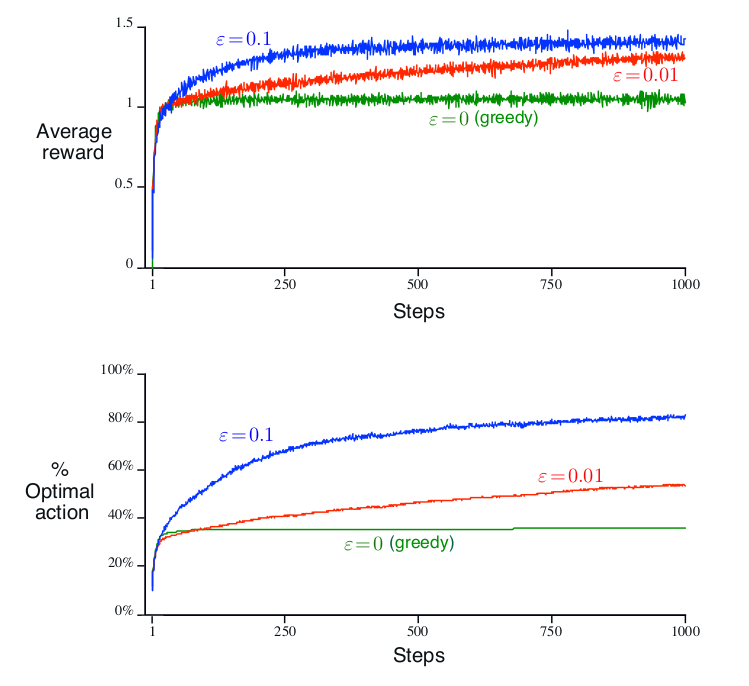 1.5
ε=0.1
1
ε=0.01
ε=0 (greedy)
Average
reward
0.5
0
1
250
500
750
1000
Steps
100%
80%
ε=0.1
60%
%
Optimal
action
ε=0.01
40%
ε=0 (greedy)
20%
0%
1
250
500
750
1000
Steps